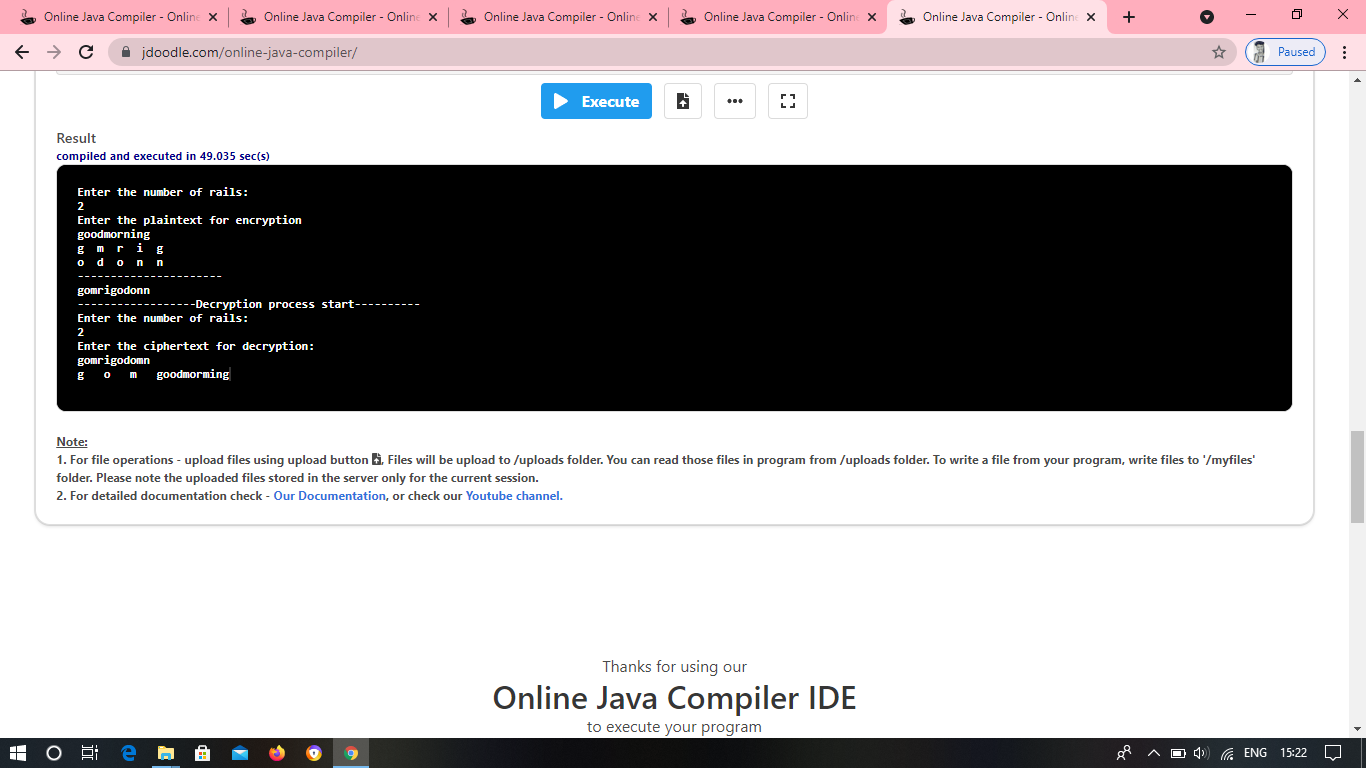 Online Java Compiler - Online
Online Java Compiler - Online
Online Java Compiler - Online
Online Java Compiler - Online
Online Java Compiler - Online
jdoodle.com/online-java-compiler/
Paused
Execute
Result
compiled and executed in 49.035 sec(s)
Enter the number of rails:
2
Enter the plaintext for encryption
goodmorning
g  m  r  i  g
o  d  o  n  n
----------------------
gomrigodonn
------------------Decryption process start----------
Enter the number of rails:
2
Enter the ciphertext for decryption:
gomrigodomn
g   o   m   goodmorming
Note:
1. For file operations - upload files using upload button , Files will be upload to /uploads folder. You can read those files in program from /uploads folder. To write a file from your program, write files to '/myfiles'
folder. Please note the uploaded files stored in the server only for the current session.
2. For detailed documentation check - Our Documentation, or check our Youtube channel.
Thanks for using our
Online Java Compiler IDE
to execute your program
ENG
15:22